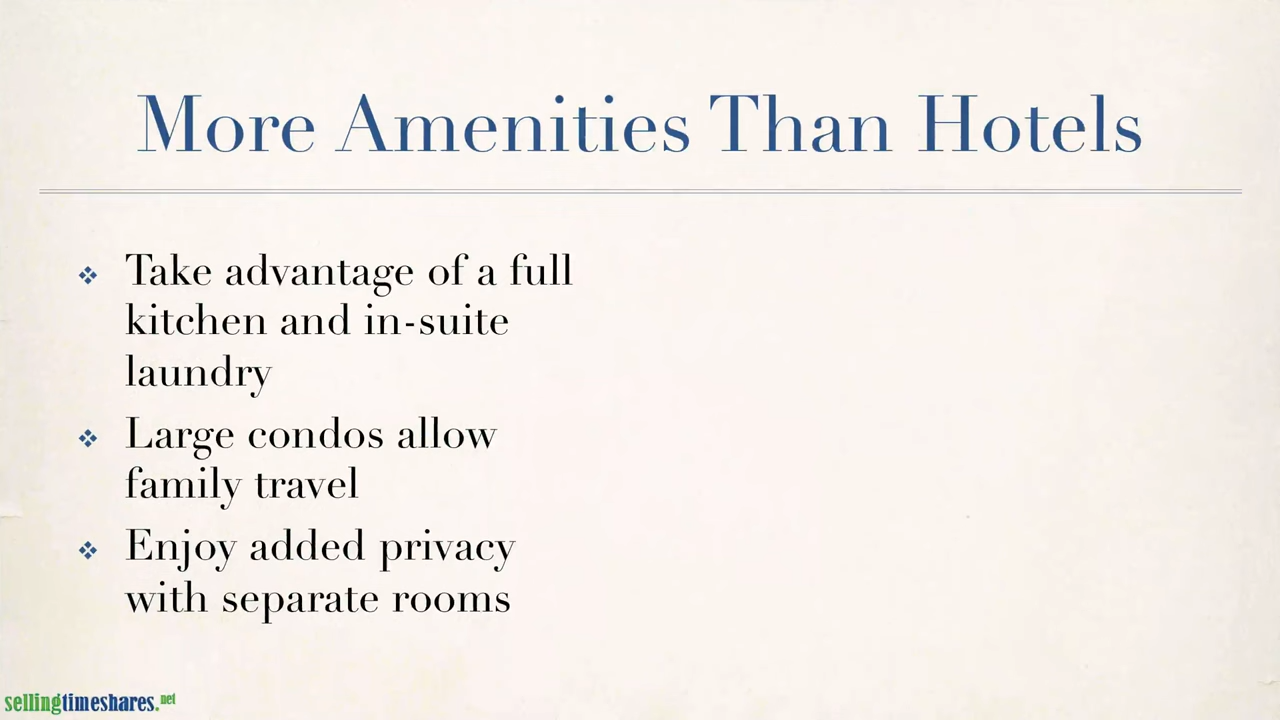 More Amenities Than Hotels
Take advantage of a full
kitchen and in-suite
laundry
Large condos allow
family travel
Enjoy added privacy
with separate rooms
sellingtimeshares.net